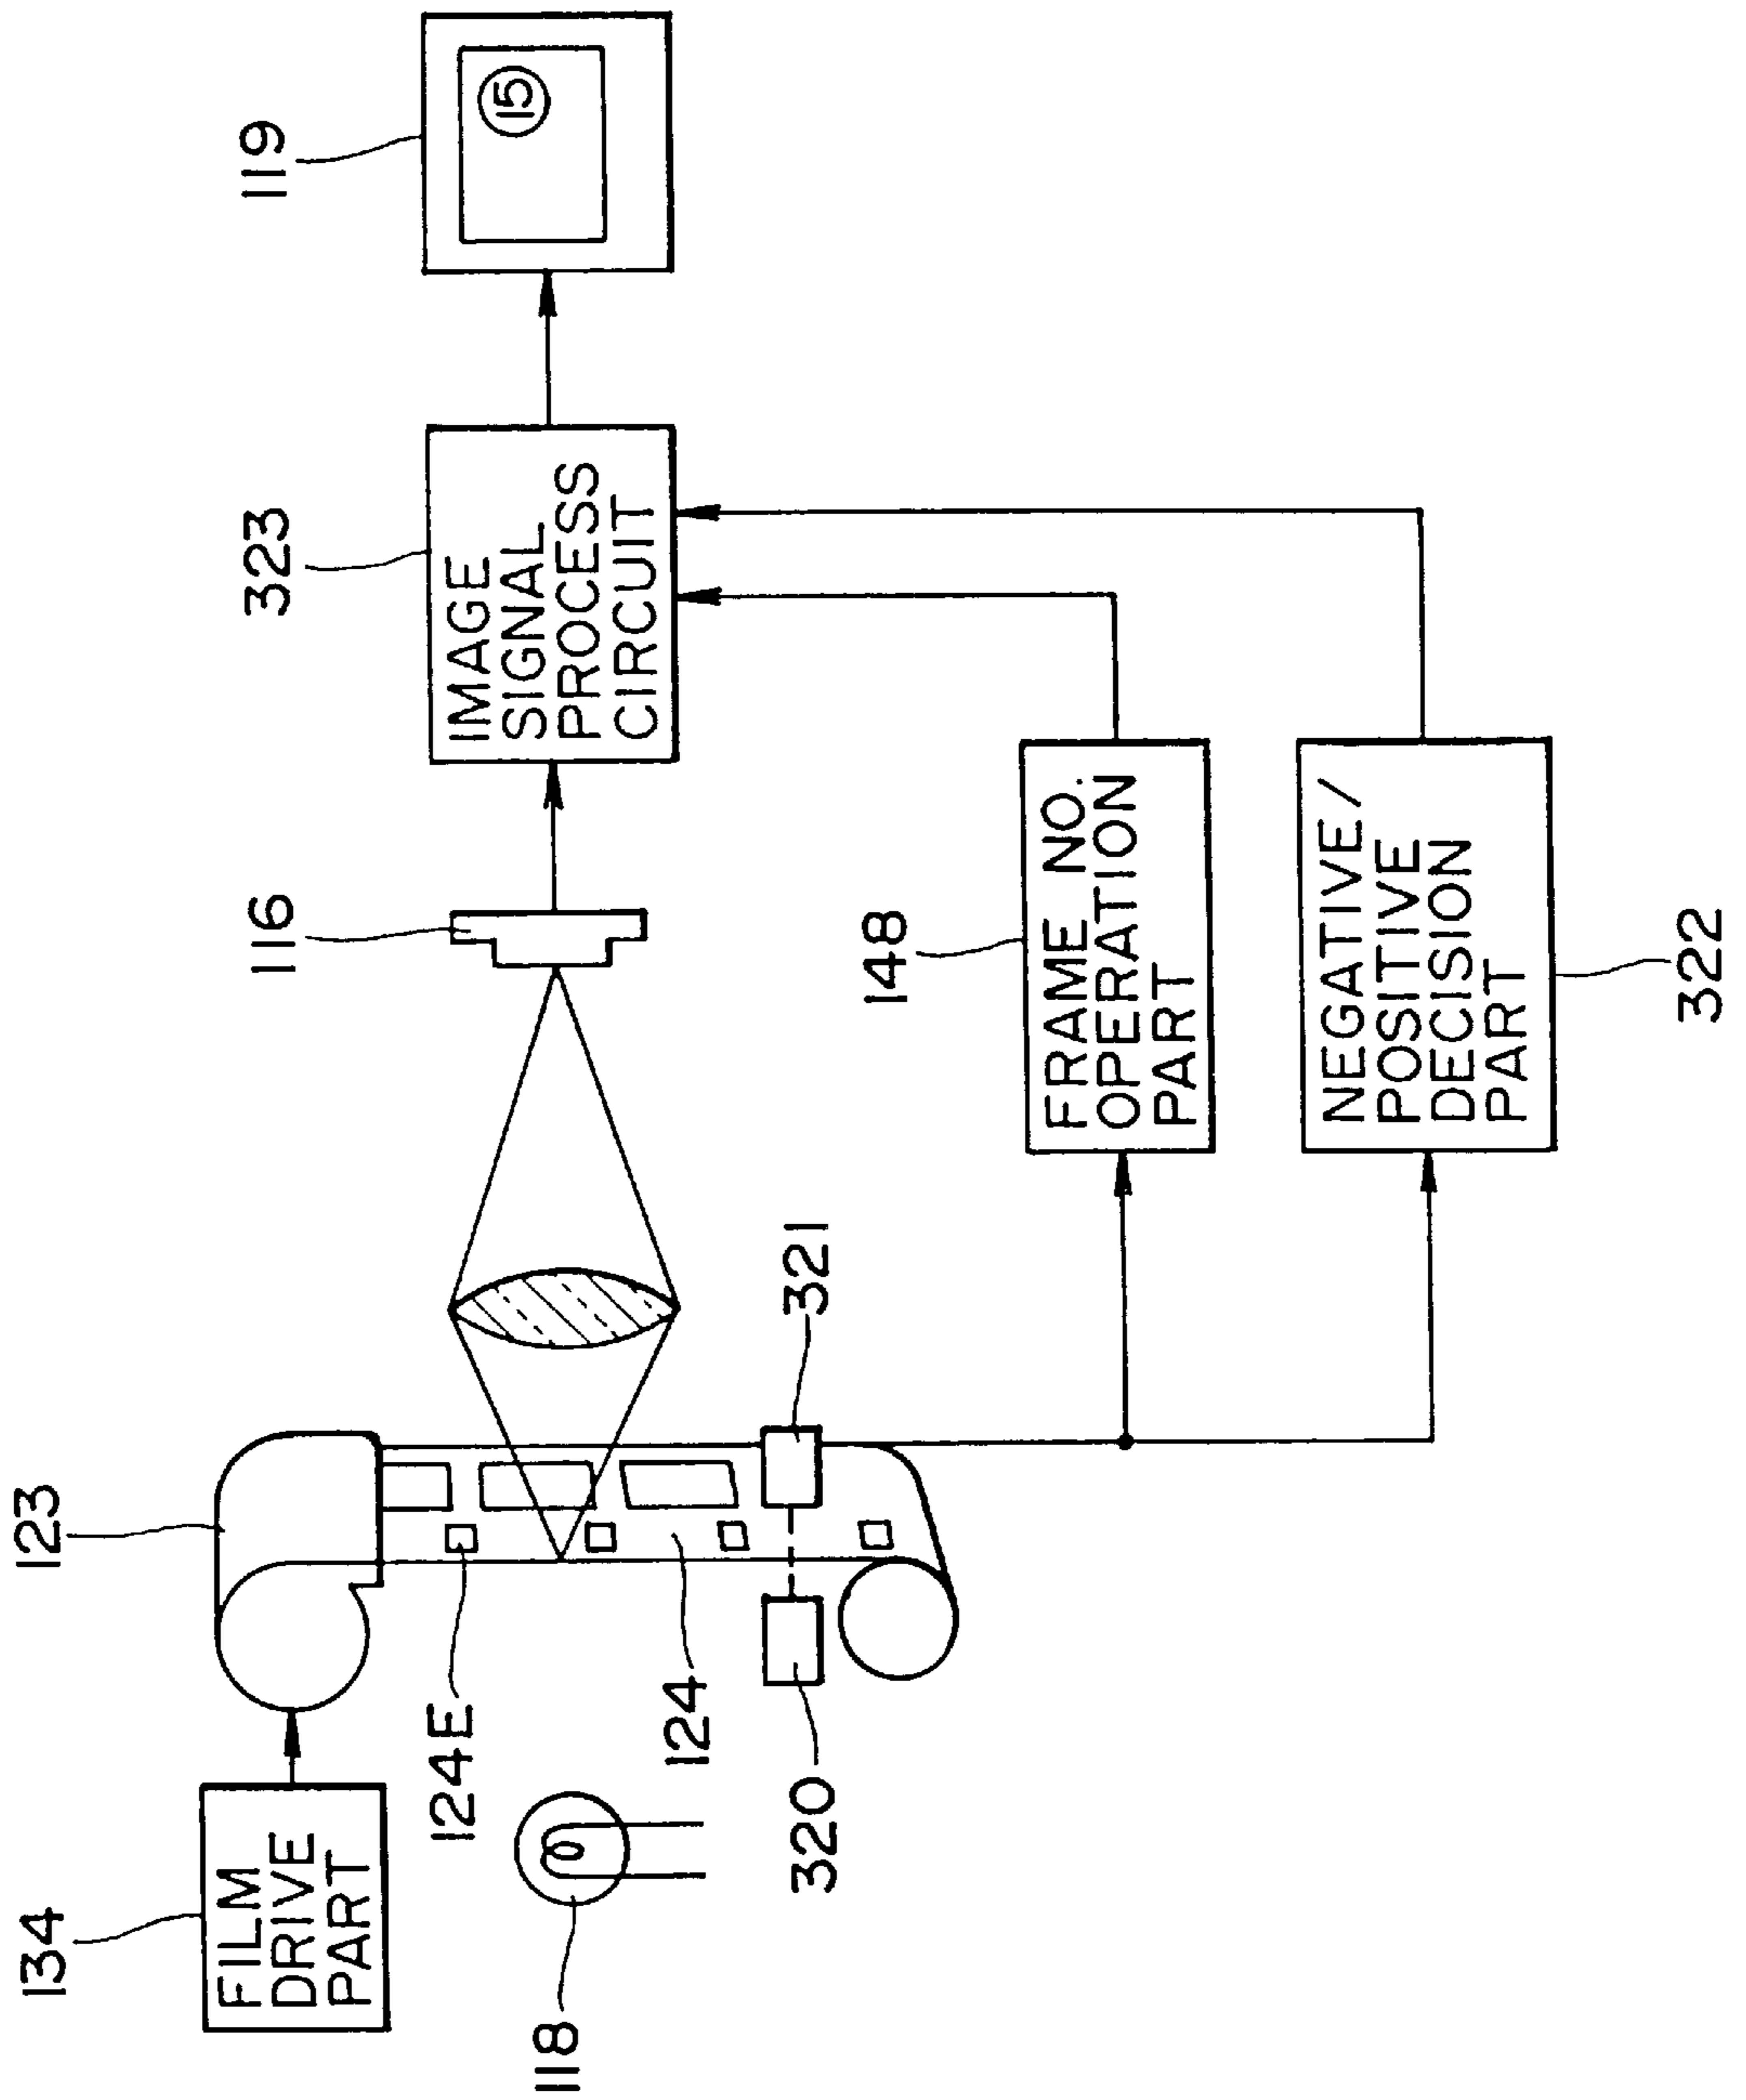 134
FILM
DRIVE
PART
118
123
124E
124
320
321
116
323
IMAGE
SIGNAL
PROCESS
CIRCUIT
119
15
148
FRAME NO.
OPERATION
PART
322
NEGATIVE/
POSITIVE
DECISION
PART